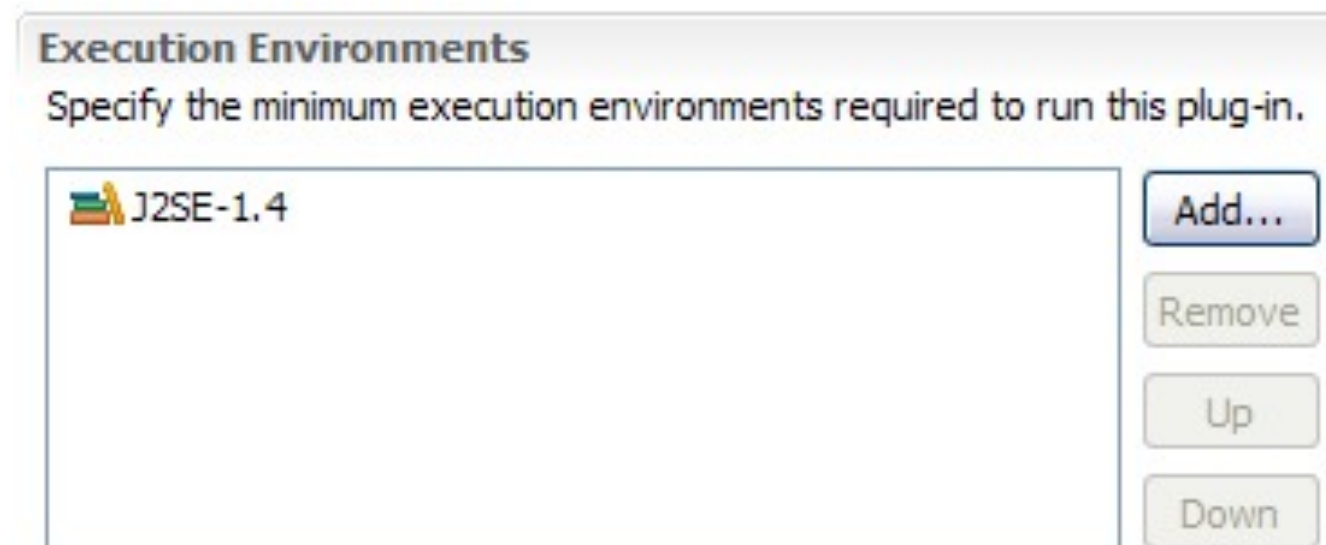 Execution Environments
Specify the minimum execution environments required to run this plug-in.
J2SE-1.4
Add...
Remove
Up
Down